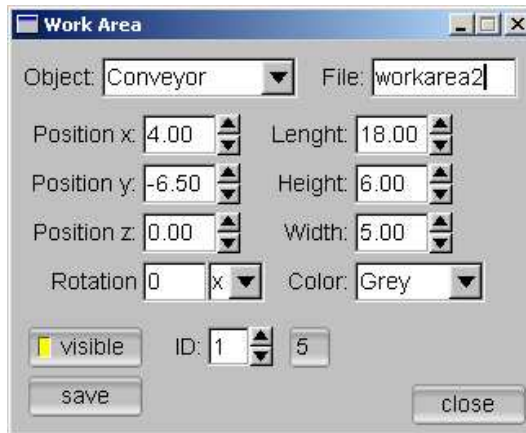 Work Area
Object: Conveyor File: workarea2
Position x: 4.00 Lenght: 18.00
Position y: -6.50 Height: 6.00
Position z: 0.00 Width: 5.00
Rotation 0 x Color: Grey
visible ID: 1 5
save
close